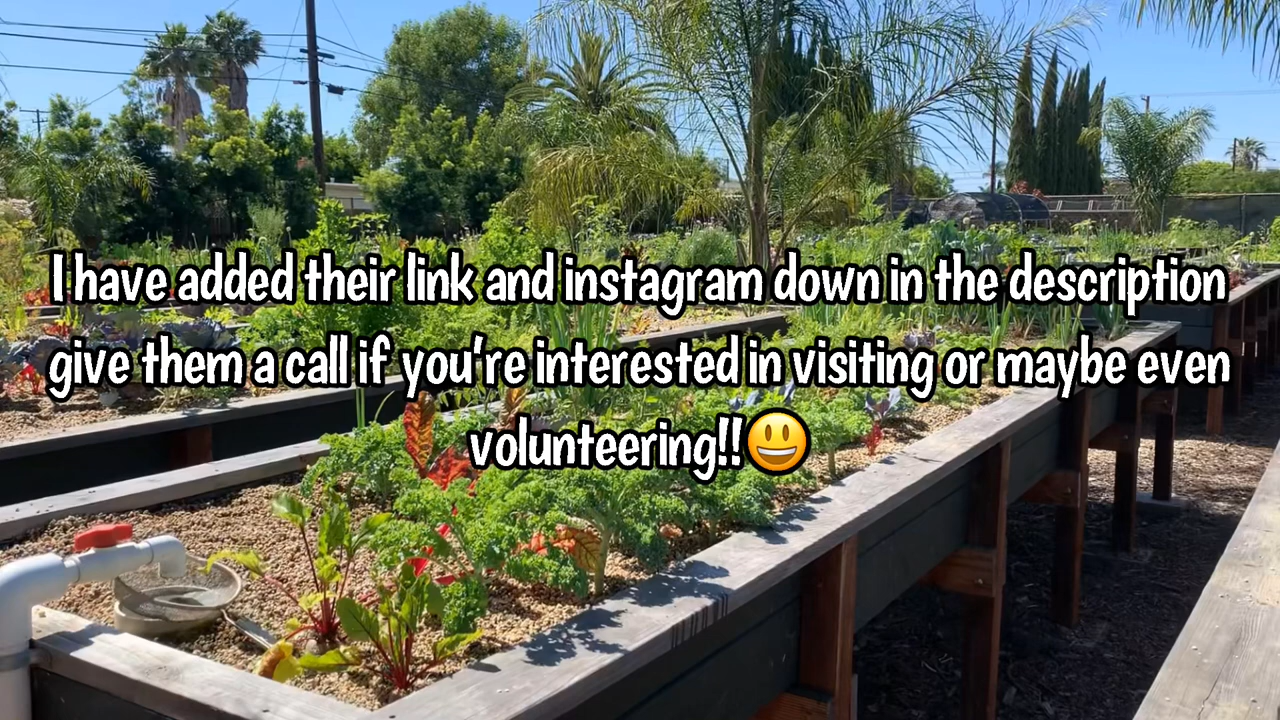 I have added their link and instagram down in the description
give them a call if you're interested in visiting or maybe even
volunteering!!😃